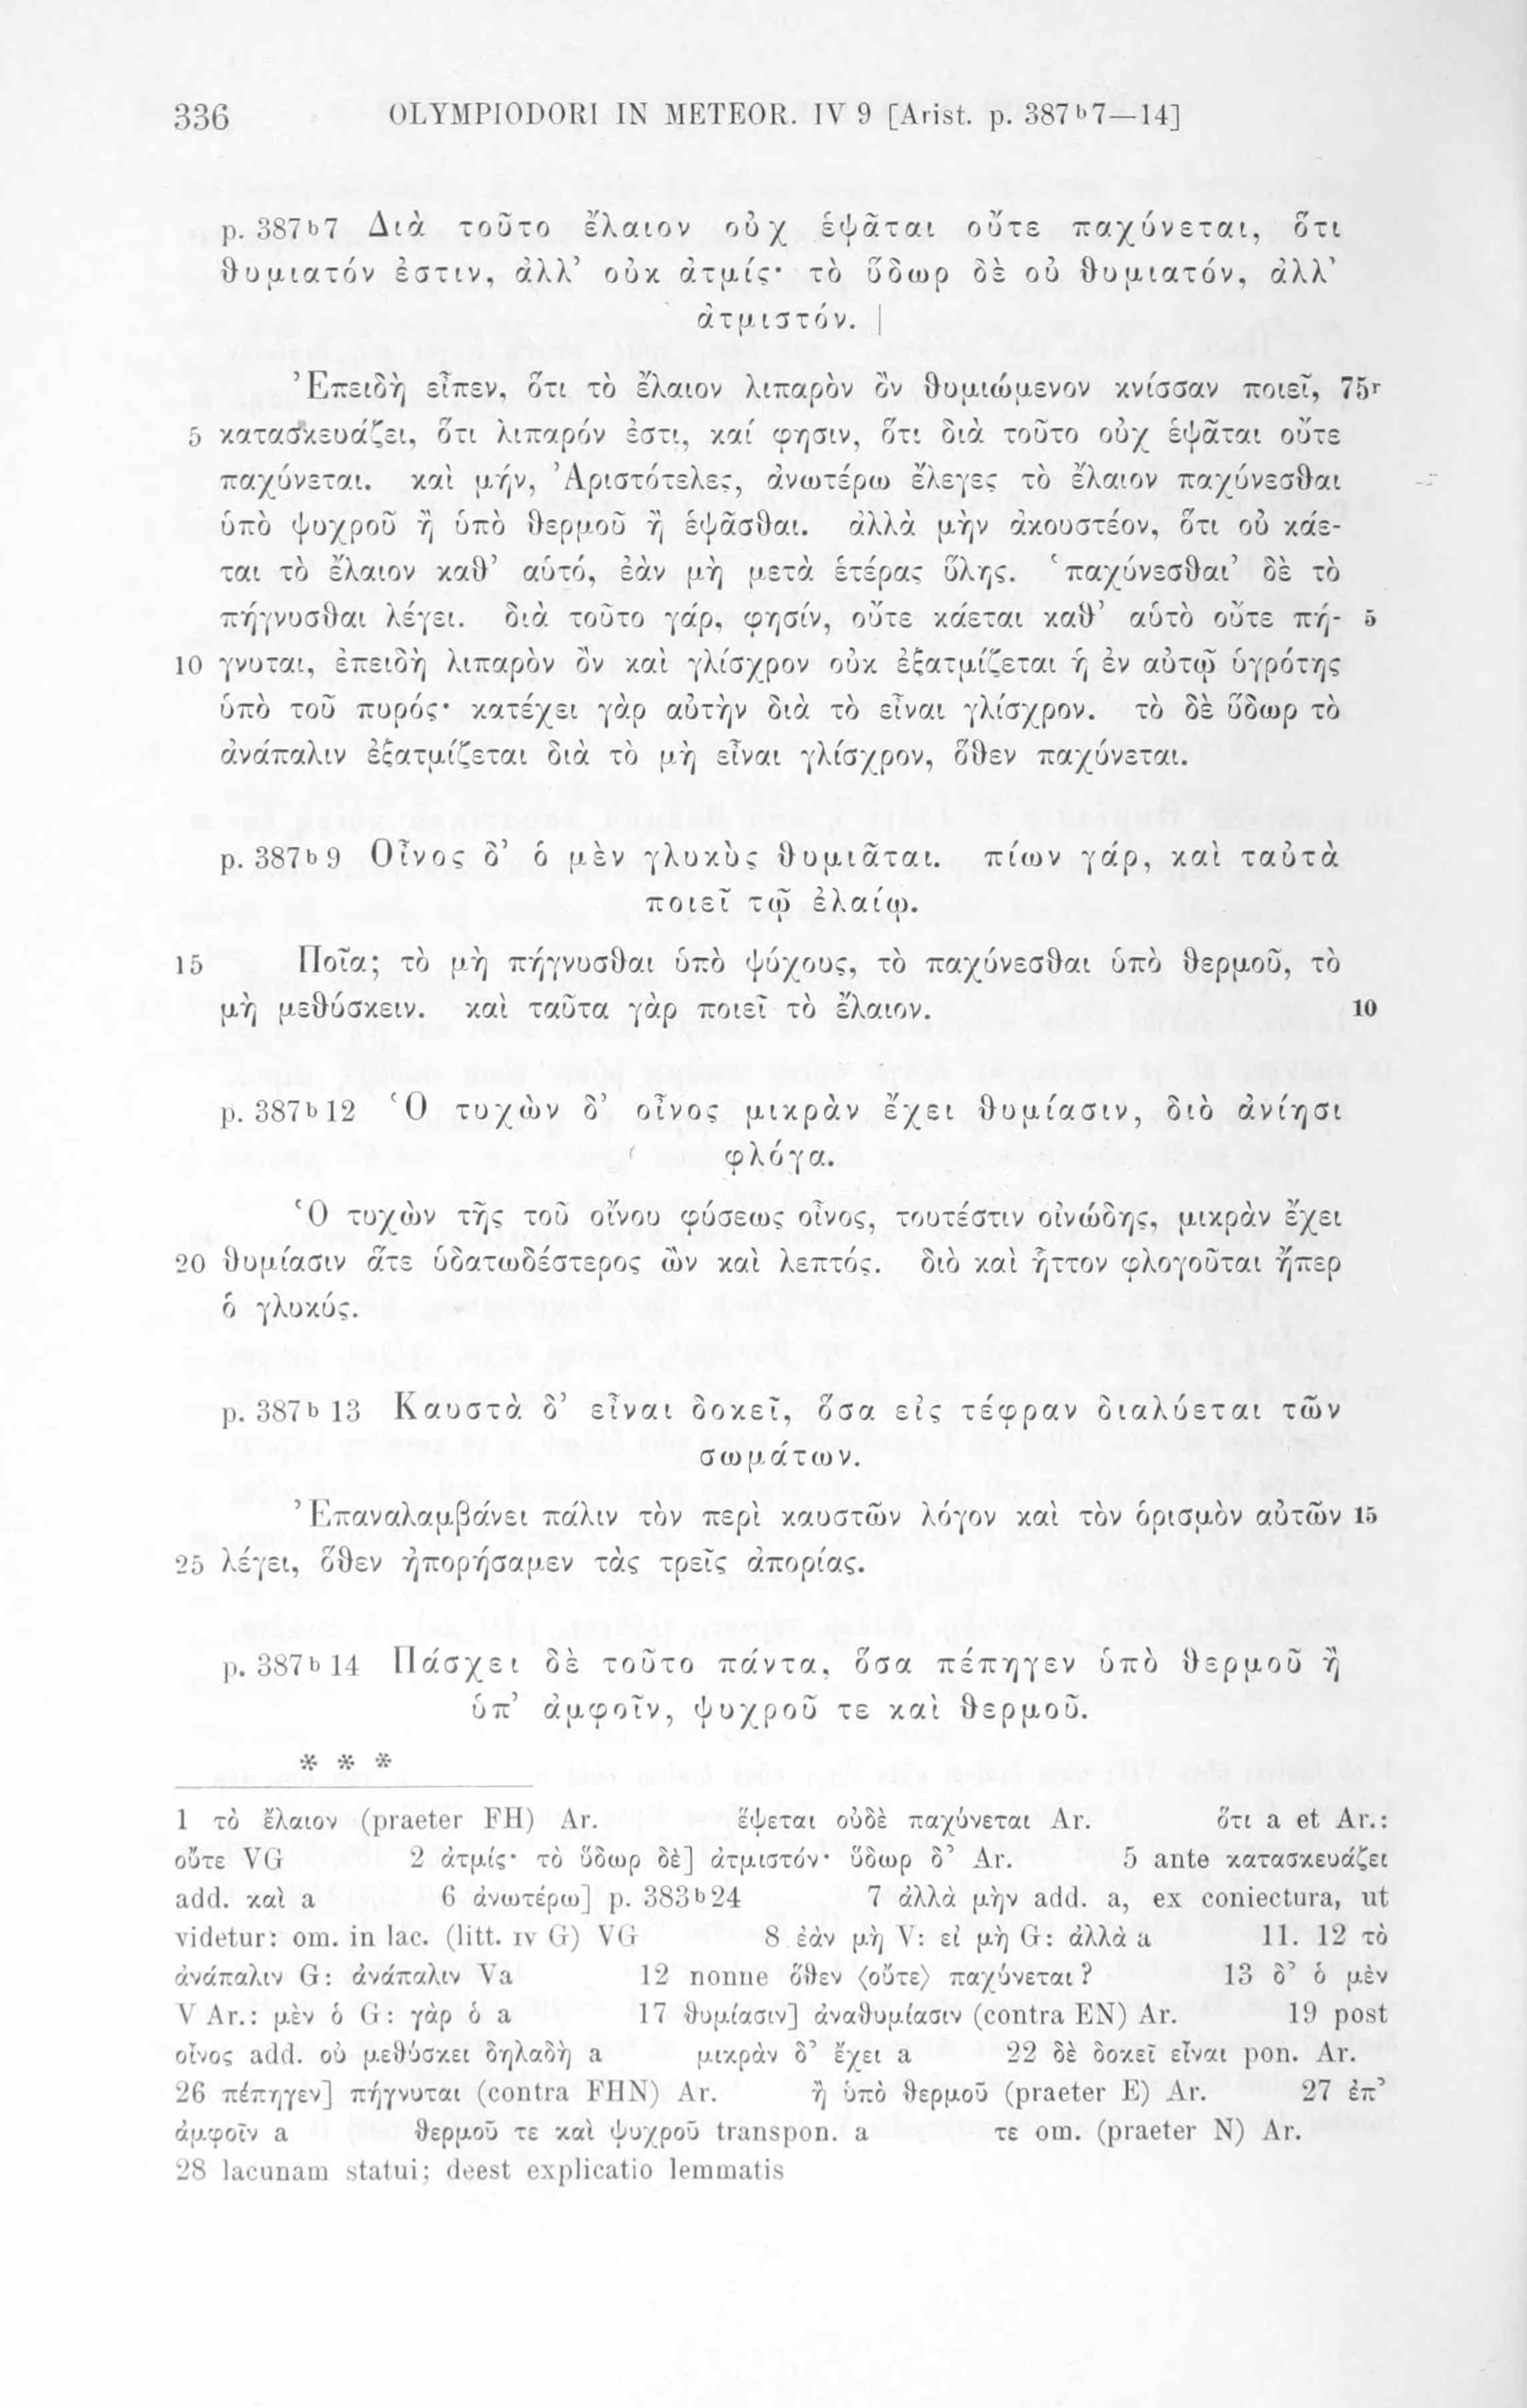 336 OLYMPIODORI IN METEOR. IV 9 [Arist. p. 387ᵇ7—14]
p. 387ᵇ7 Διὰ τοῦτο ἔλαιον οὐχ ἑψᾶται οὔτε παχύνεται, ὅτι
θυμιατόν ἐστιν, ἀλλ’ οὐκ ἀτμίς· τὸ ὕδωρ δὲ οὐ θυμιατόν, ἀλλ’
ἀτμιστόν. |
Ἐπειδὴ εἶπεν, ὅτι τὸ ἔλαιον λιπαρὸν ὂν θυμιώμενον κνίσσαν ποιεῖ, 75ʳ
5 κατασκευάζει, ὅτι λιπαρόν ἐστι, καί φησιν, ὅτι διὰ τοῦτο οὐχ ἑψᾶται οὔτε
παχύνεται. καὶ μήν, Ἀριστότελες, ἀνωτέρω ἔλεγες τὸ ἔλαιον παχύνεσθαι
ὑπὸ ψυχροῦ ἢ ὑπὸ θερμοῦ ἢ ἑψᾶσθαι. ἀλλὰ μὴν ἀκουστέον, ὅτι οὐ κάε-
ται τὸ ἔλαιον καθ’ αὑτό, ἐὰν μὴ μετὰ ἑτέρας ὕλης. ‘παχύνεσθαι’ δὲ τὸ
πήγνυσθαι λέγει. διὰ τοῦτο γάρ, φησίν, οὔτε κάεται καθ’ αὑτὸ οὔτε πή- 5
10 γνυται, ἐπειδὴ λιπαρὸν ὂν καὶ γλίσχρον οὐκ ἐξατμίζεται ἡ ἐν αὐτῷ ὑγρότης
ὑπὸ τοῦ πυρός· κατέχει γὰρ αὐτὴν διὰ τὸ εἶναι γλίσχρον. τὸ δὲ ὕδωρ τὸ
ἀνάπαλιν ἐξατμίζεται διὰ τὸ μὴ εἶναι γλίσχρον, ὅθεν παχύνεται.
p. 387ᵇ9 Οἶνος δ’ ὁ μὲν γλυκὺς θυμιᾶται. πίων γάρ, καὶ ταὐτὰ
ποιεῖ τῷ ἐλαίῳ.
15 Ποῖα; τὸ μὴ πήγνυσθαι ὑπὸ ψύχους, τὸ παχύνεσθαι ὑπὸ θερμοῦ, τὸ
μὴ μεθύσκειν. καὶ ταῦτα γὰρ ποιεῖ τὸ ἔλαιον. 10
p. 387ᵇ12 Ὁ τυχὼν δ’ οἶνος μικρὰν ἔχει θυμίασιν, διὸ ἀνίησι
φλόγα.
Ὁ τυχὼν τῆς τοῦ οἴνου φύσεως οἶνος, τουτέστιν οἰνώδης, μικρὰν ἔχει
20 θυμίασιν ἅτε ὑδατωδέστερος ὢν καὶ λεπτός. διὸ καὶ ἧττον φλογοῦται ἤπερ
ὁ γλυκύς.
p. 387ᵇ13 Καυστὰ δ’ εἶναι δοκεῖ, ὅσα εἰς τέφραν διαλύεται τῶν
σωμάτων.
Ἐπαναλαμβάνει πάλιν τὸν περὶ καυστῶν λόγον καὶ τὸν ὁρισμὸν αὐτῶν 15
25 λέγει, ὅθεν ἠπορήσαμεν τὰς τρεῖς ἀπορίας.
p. 387ᵇ14 Πάσχει δὲ τοῦτο πάντα, ὅσα πέπηγεν ὑπὸ θερμοῦ ἢ
ὑπ’ ἀμφοῖν, ψυχροῦ τε καὶ θερμοῦ.
* * *
1 τὸ ἔλαιον (praeter FH) Ar. ἕψεται οὐδὲ παχύνεται Ar. ὅτι a et Ar.:
οὔτε VG 2 ἀτμίς· τὸ ὕδωρ δὲ] ἀτμιστόν· ὕδωρ δ’ Ar. 5 ante κατασκευάζει
add. καὶ a 6 ἀνωτέρω] p. 383ᵇ24 7 ἀλλὰ μὴν add. a, ex coniectura, ut
videtur: om. in lac. (litt. IV G) VG 8 ἐὰν μὴ V: εἰ μὴ G: ἀλλὰ a 11. 12 τὸ
ἀνάπαλιν G: ἀνάπαλιν Va 12 nonne ὅθεν ⟨οὔτε⟩ παχύνεται? 13 δ’ ὁ μὲν
V Ar.: μὲν ὁ G: γὰρ ὁ a 17 θυμίασιν] ἀναθυμίασιν (contra EN) Ar. 19 post
οἶνος add. οὐ μεθύσκει δηλαδὴ a μικρὰν δ’ ἔχει a 22 δὲ δοκεῖ εἶναι pon. Ar.
26 πέπηγεν] πήγνυται (contra FHN) Ar. ἢ ὑπὸ θερμοῦ (praeter E) Ar. 27 ἐπ’
ἀμφοῖν a θερμοῦ τε καὶ ψυχροῦ transpon. a τε om. (praeter N) Ar.
28 lacunam statui; deest explicatio lemmatis